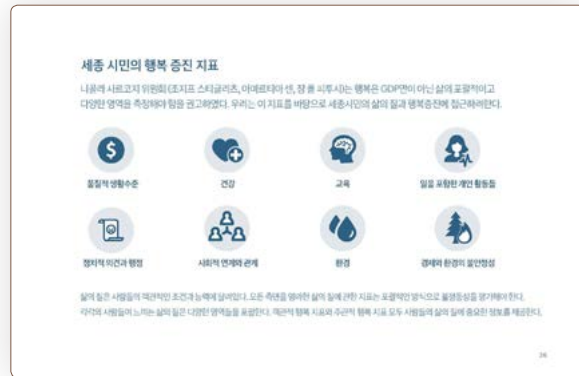 세종 시민의 행복 증진 지표
니콜라 사르코지 위원회(조지프 스티글리츠, 아마르티아 센, 장 폴 피투시)는 행복은 GDP만이 아닌 삶의 포괄적이고
다양한 영역을 측정해야 함을 권고하였다. 우리는 이 지표를 바탕으로 세종시민의 삶의 질과 행복증진에 접근하려한다.
물질적 생활수준
건강
교육
일을 포함한 개인 활동들
정치적 의견과 행정
사회적 연계와 관계
환경
경제와 환경의 불안정성
삶의 질은 사람들의 객관적인 조건과 능력에 달려있다. 모든 측면을 망라한 삶의 질에 관한 지표는 포괄적인 방식으로 불평등성을 평가해야 한다.
각각의 사람들이 느끼는 삶의 질은 다양한 영역들을 포괄한다. 객관적 행복 지표와 주관적 행복 지표 모두 사람들의 삶의 질에 중요한 정보를 제공한다.